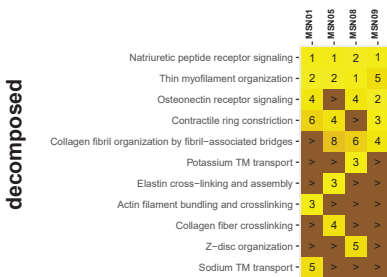 MSN01 MSN05 MSN08 MSN09
decomposed
Natriuretic peptide receptor signaling 1 1 2 1
Thin myofilament organization 2 2 1 5
Osteonectin receptor signaling 4 > 4 2
Contractile ring constriction 6 4 > 3
Collagen fibril organization by fibril-associated bridges > 8 6 4
Potassium TM transport > > 3 >
Elastin cross-linking and assembly > 3 > >
Actin filament bundling and crosslinking 3 > > >
Collagen fiber crosslinking > 4 > >
Z-disc organization > > 5 >
Sodium TM transport 5 > > >